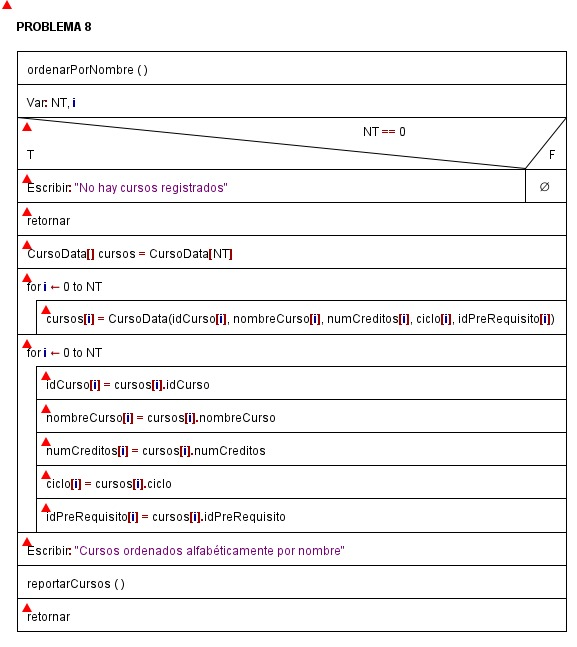 PROBLEMA 8
ordenarPorNombre ( )
Var: NT, i
NT == 0
T
F
Escribir: "No hay cursos registrados"
∅
retornar
CursoData[] cursos = CursoData[NT]
for i ← 0 to NT
cursos[i] = CursoData(idCurso[i], nombreCurso[i], numCreditos[i], ciclo[i], idPreRequisito[i])
for i ← 0 to NT
idCurso[i] = cursos[i].idCurso
nombreCurso[i] = cursos[i].nombreCurso
numCreditos[i] = cursos[i].numCreditos
ciclo[i] = cursos[i].ciclo
idPreRequisito[i] = cursos[i].idPreRequisito
Escribir: "Cursos ordenados alfabéticamente por nombre"
reportarCursos ( )
retornar